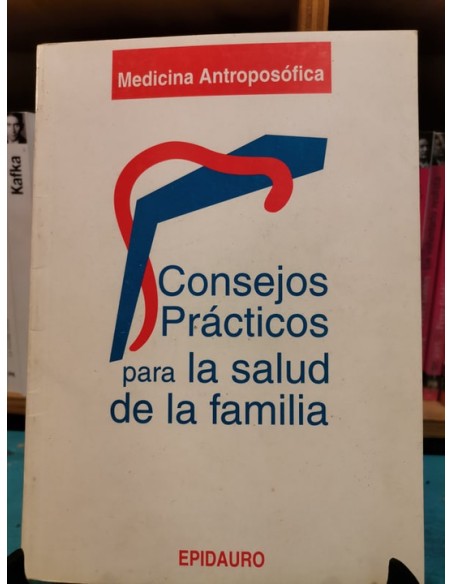 Medicina Antroposófica
Consejos
Prácticos
para la salud
de la familia
EPIDAURO
Kafka